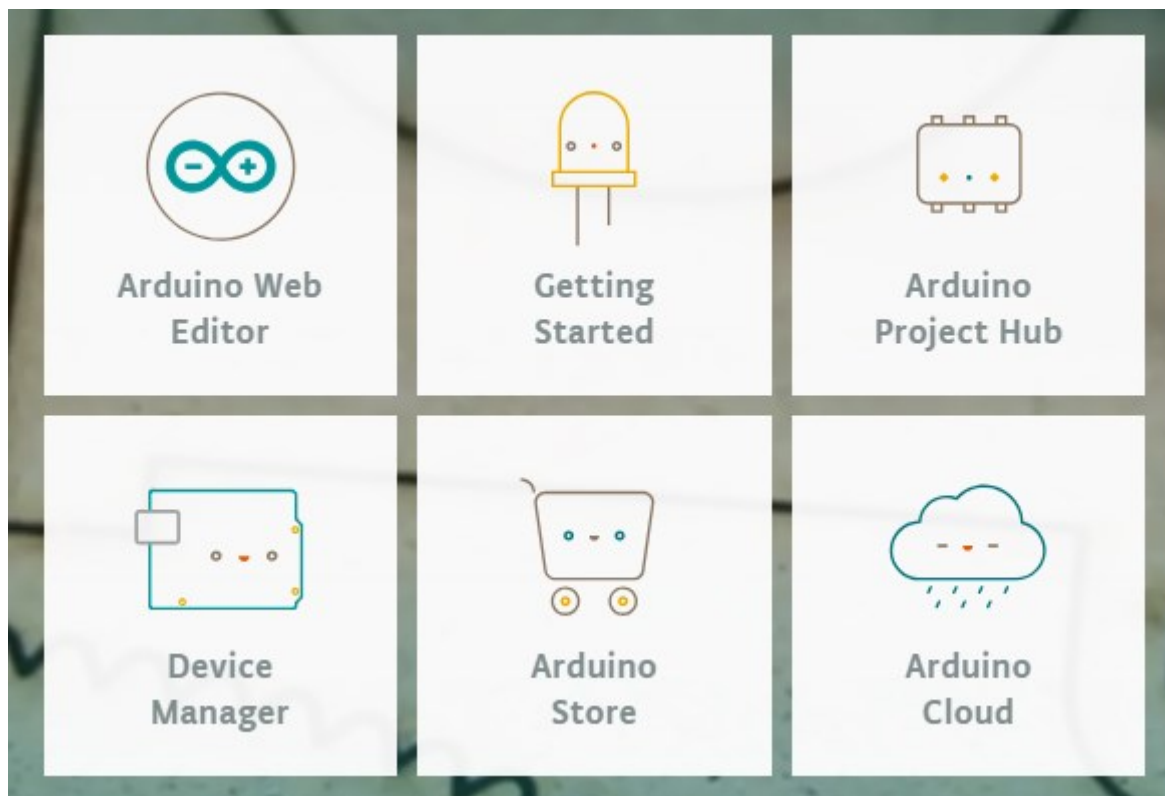 Arduino Web
Editor
Getting
Started
Arduino
Project Hub
Device
Manager
Arduino
Store
Arduino
Cloud